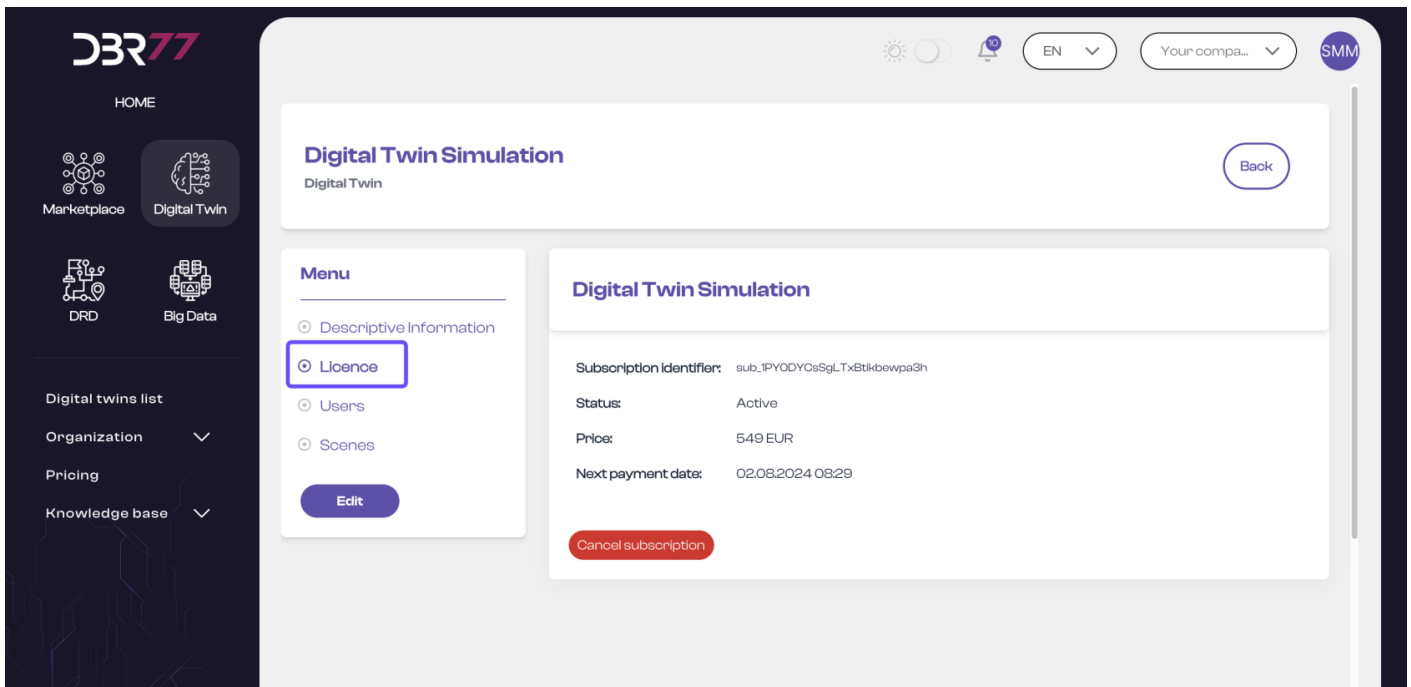 DBR77
10
EN
Your compa...
SMM
HOME
Marketplace
Digital Twin
DRD
Big Data
Digital twins list
Organization
Pricing
Knowledge base
Digital Twin Simulation
Digital Twin
Back
Menu
Descriptive Information
Licence
Users
Scenes
Edit
Digital Twin Simulation
Subscription identifier: sub_1PY0DYCsSgLTxBtikbewpa3h
Status: Active
Price: 549 EUR
Next payment date: 02.08.2024 08:29
Cancel subscription